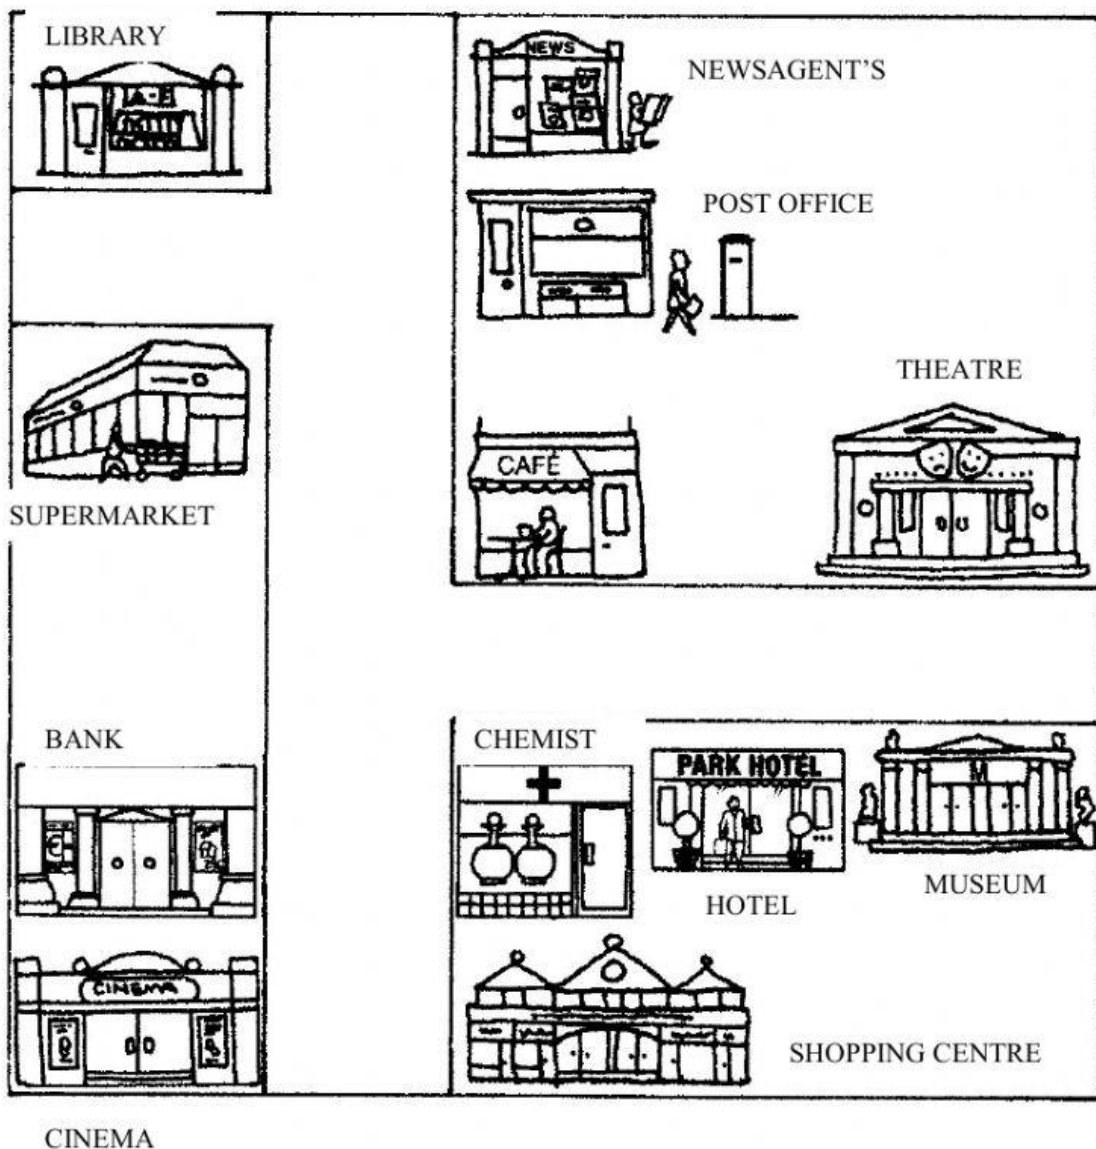 LIBRARY
A-E
NEWS
NEWSAGENT'S
POST OFFICE
THEATRE
CAFÉ
SUPERMARKET
BANK
CHEMIST
PARK HOTEL
M
HOTEL
MUSEUM
CINEMA
SHOPPING CENTRE
CINEMA